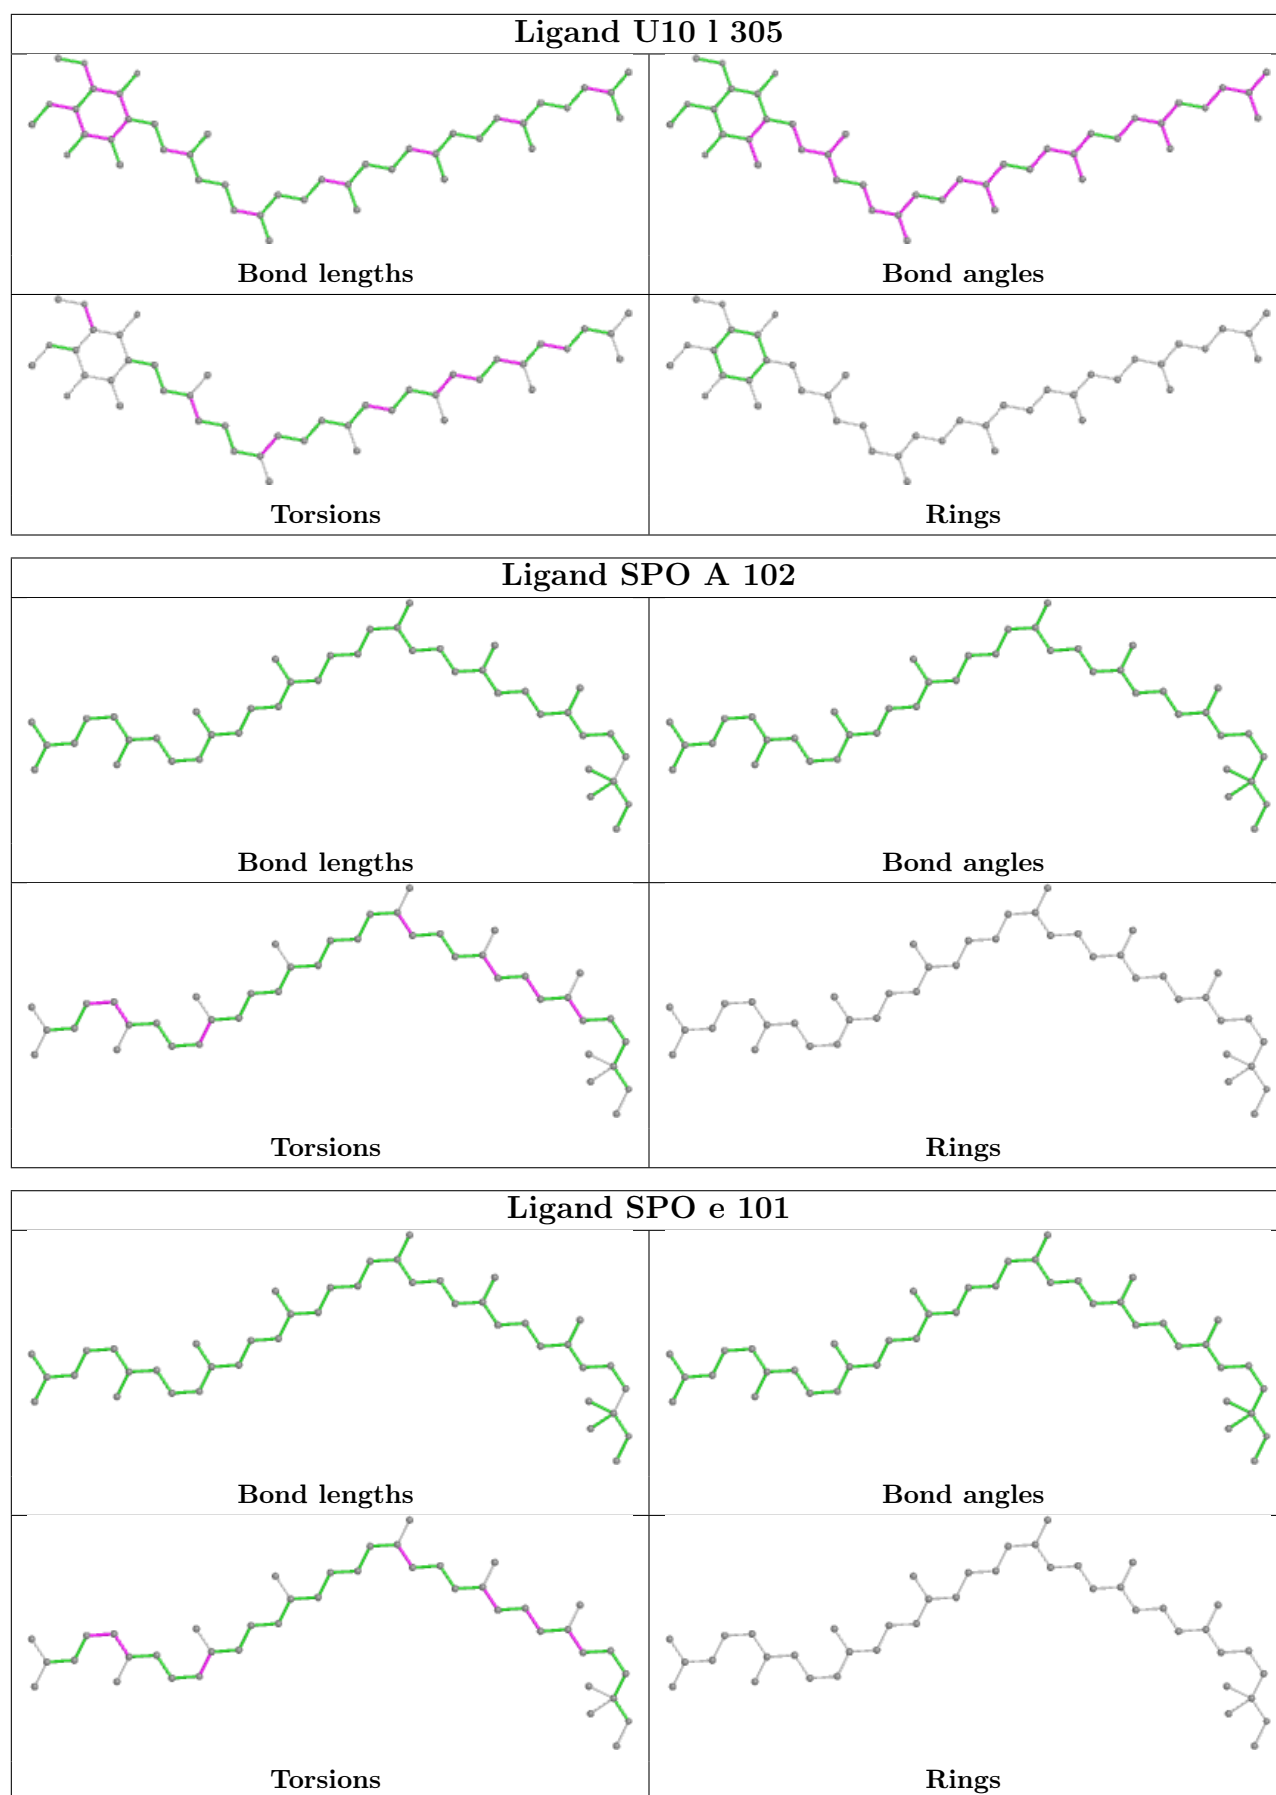 Ligand U10 l 305
Bond lengths
Bond angles
Torsions
Rings
Ligand SPO A 102
Bond lengths
Bond angles
Torsions
Rings
Ligand SPO e 101
Bond lengths
Bond angles
Torsions
Rings